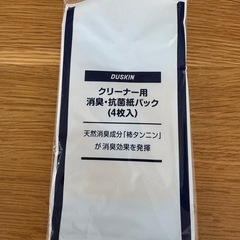 DUSKIN
クリーナー用
消臭・抗菌紙パック
(4枚入)
天然消臭成分「柿タンニン」
が消臭効果を発揮